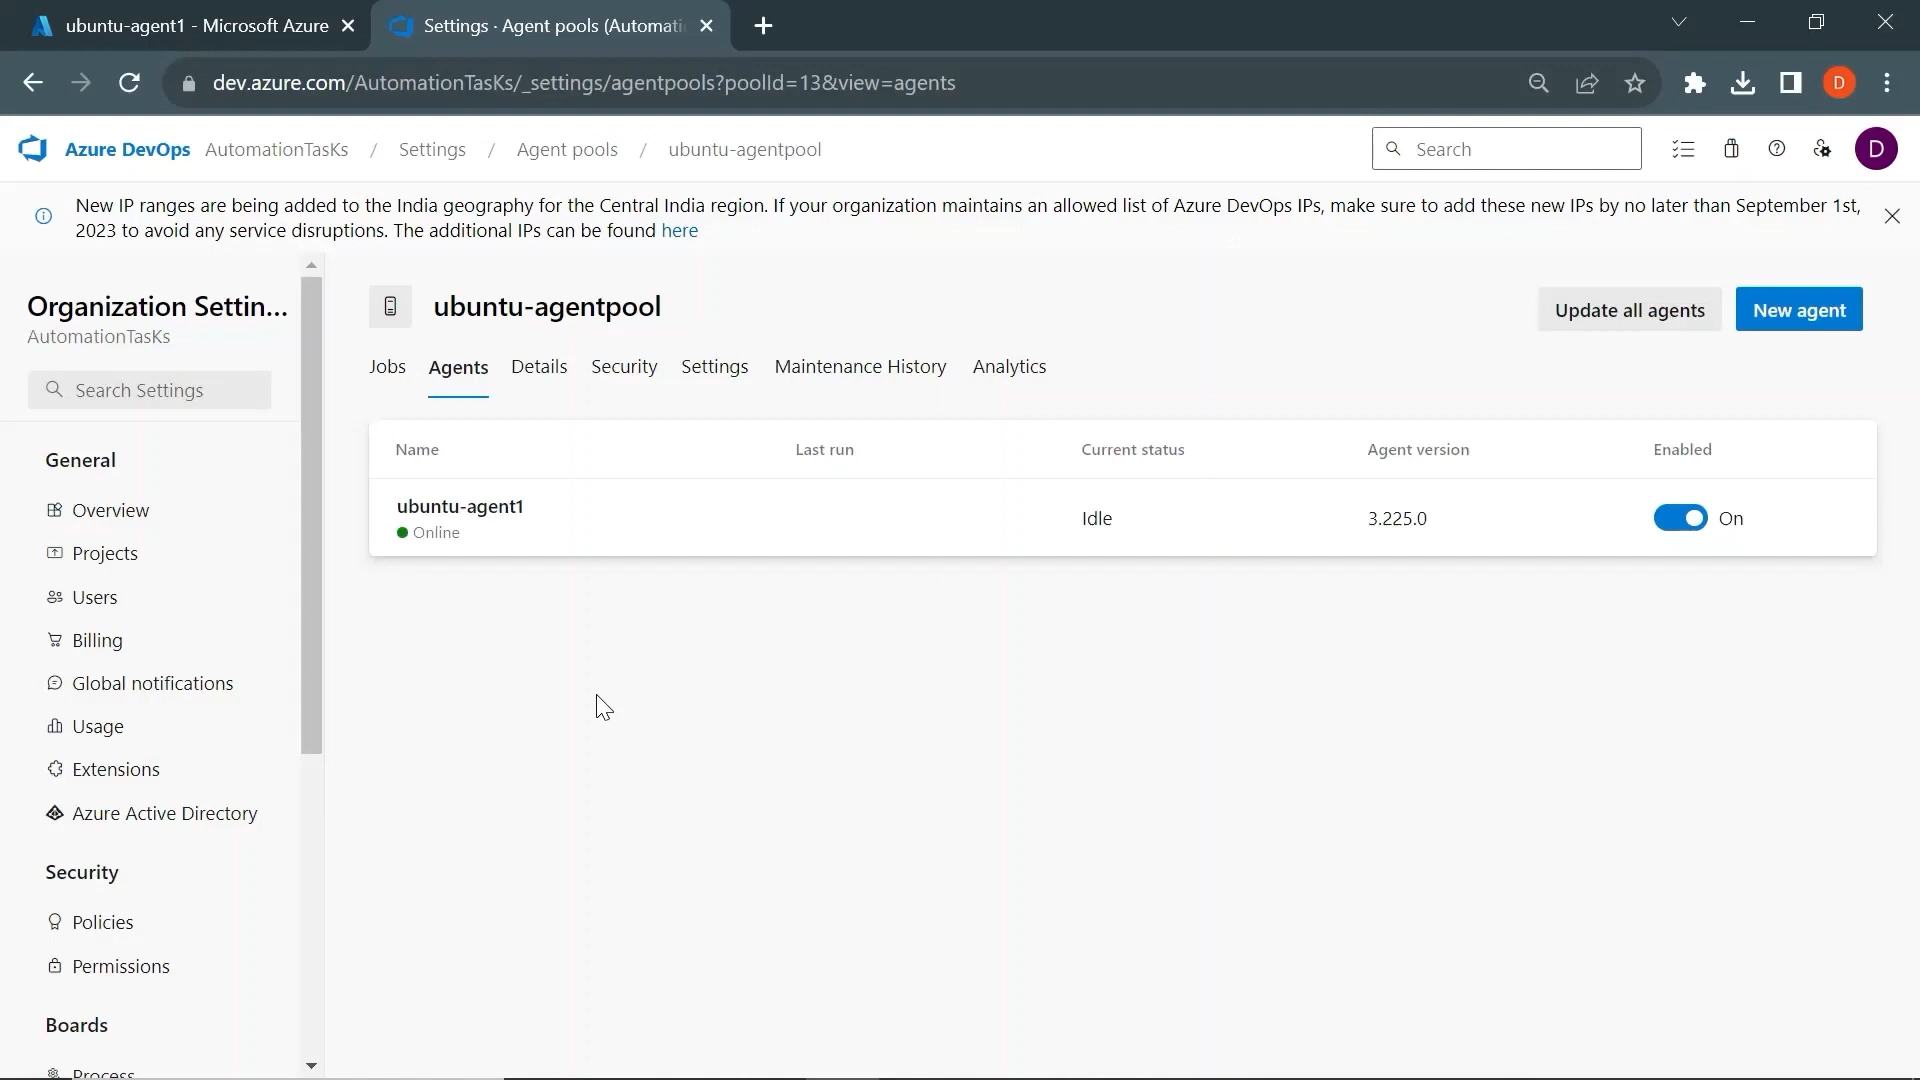 ubuntu-agent1 - Microsoft Azure
Settings · Agent pools (Automati
dev.azure.com/AutomationTasKs/_settings/agentpools?poolId=13&view=agents
D
Azure DevOps AutomationTasKs / Settings / Agent pools / ubuntu-agentpool
Search
D
New IP ranges are being added to the India geography for the Central India region. If your organization maintains an allowed list of Azure DevOps IPs, make sure to add these new IPs by no later than September 1st,
2023 to avoid any service disruptions. The additional IPs can be found here
Organization Settin...
AutomationTasKs
Search Settings
General
Overview
Projects
Users
Billing
Global notifications
Usage
Extensions
Azure Active Directory
Security
Policies
Permissions
Boards
Process
ubuntu-agentpool
Update all agents
New agent
Jobs Agents Details Security Settings Maintenance History Analytics
Name Last run Current status Agent version Enabled
ubuntu-agent1
Online
Idle
3.225.0
On